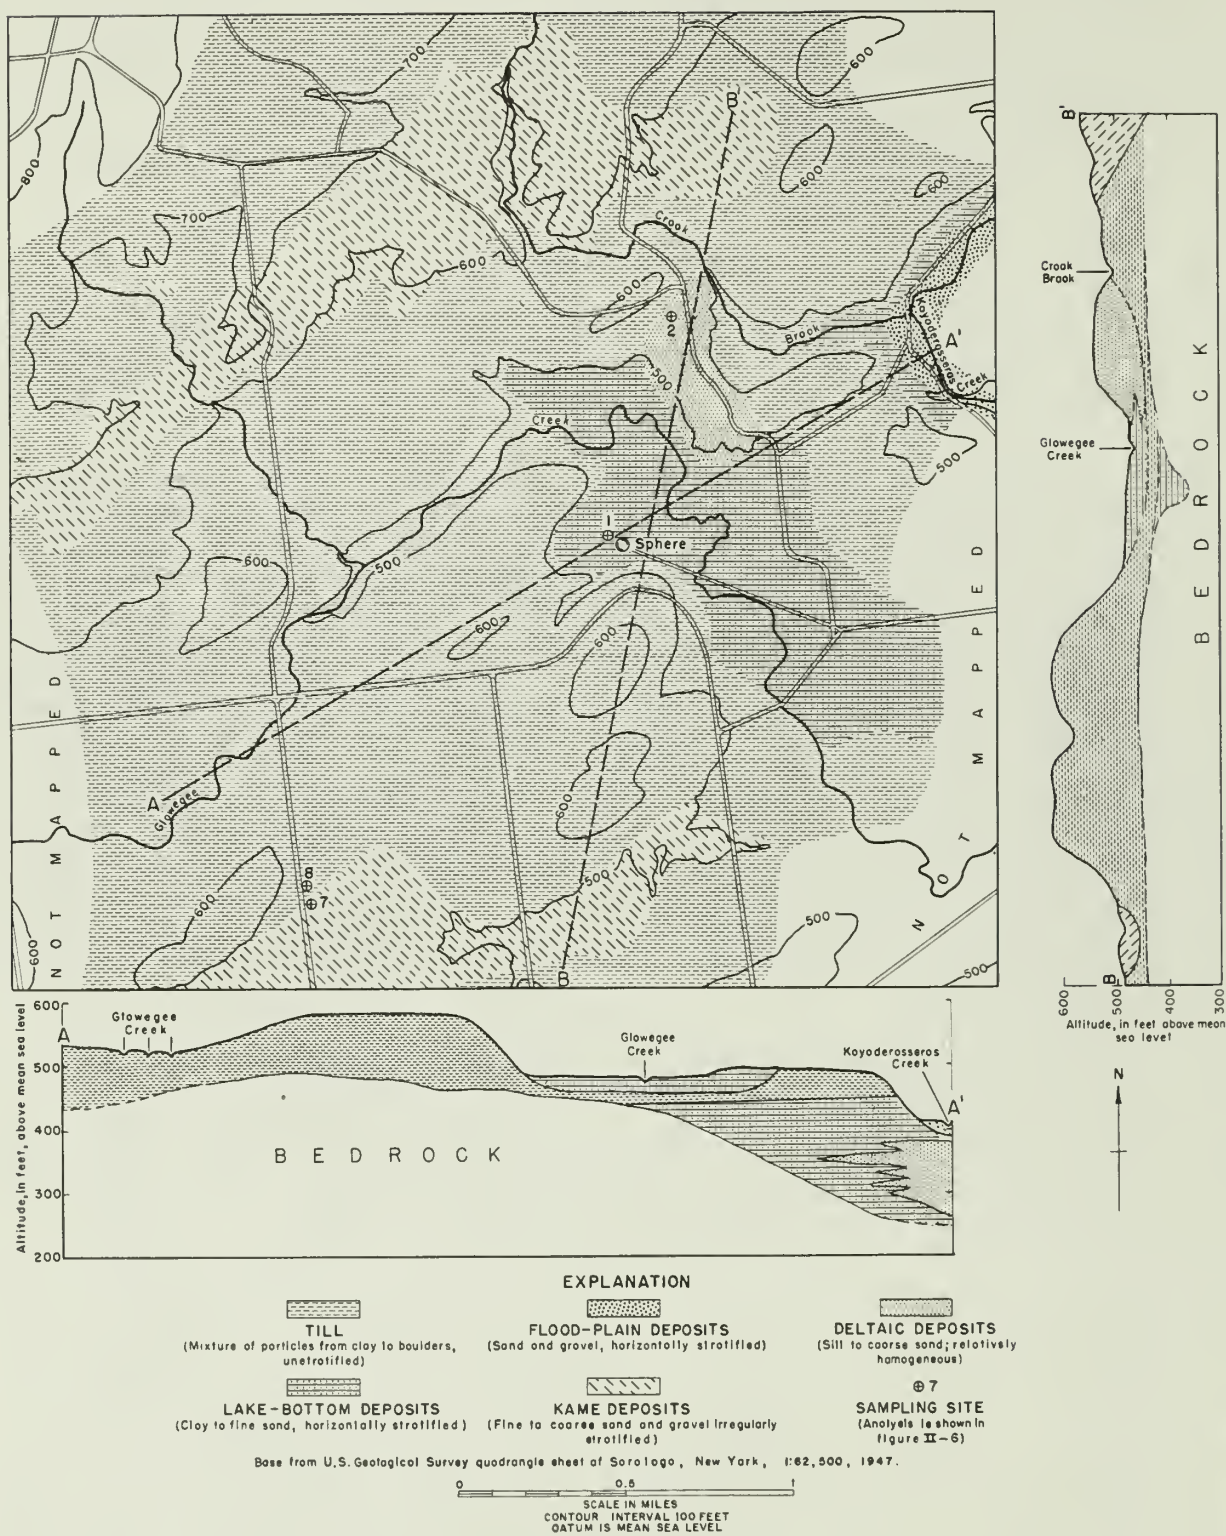 700
600
B'
800
600
600
700
Crook
600
600
2
Brook
Kayoderosseros
Creek
A'
500
Creek
500
1
Sphere
600
500
600
600
NOT MAPPED
NOT MAPPED
A
Glowegee
600
8
7
600
500
500
600
500
B
B'
Crook
Brook
Glowegee
Creek
BEDROCK
B
600
500
400
300
Altitude, in feet above mean
sea level
N
600
500
400
300
200
Altitude, in feet, above mean sea level
A
Glowegee
Creek
Glowegee
Creek
Kayoderosseros
Creek
A'
BEDROCK
EXPLANATION
TILL
(Mixture of particles from clay to boulders,
unstratified)
FLOOD-PLAIN DEPOSITS
(Sand and gravel, horizontally stratified)
DELTAIC DEPOSITS
(Silt to coarse sand; relatively
homogeneous)
LAKE-BOTTOM DEPOSITS
(Clay to fine sand, horizontally stratified)
KAME DEPOSITS
(Fine to coarse sand and gravel irregularly
stratified)
⊕ 7
SAMPLING SITE
(Analysis is shown in
figure II-6)
Base from U.S. Geological Survey quadrangle sheet of Saratoga, New York, 1:62,500, 1947.
0 0.5 1
SCALE IN MILES
CONTOUR INTERVAL 100 FEET
DATUM IS MEAN SEA LEVEL